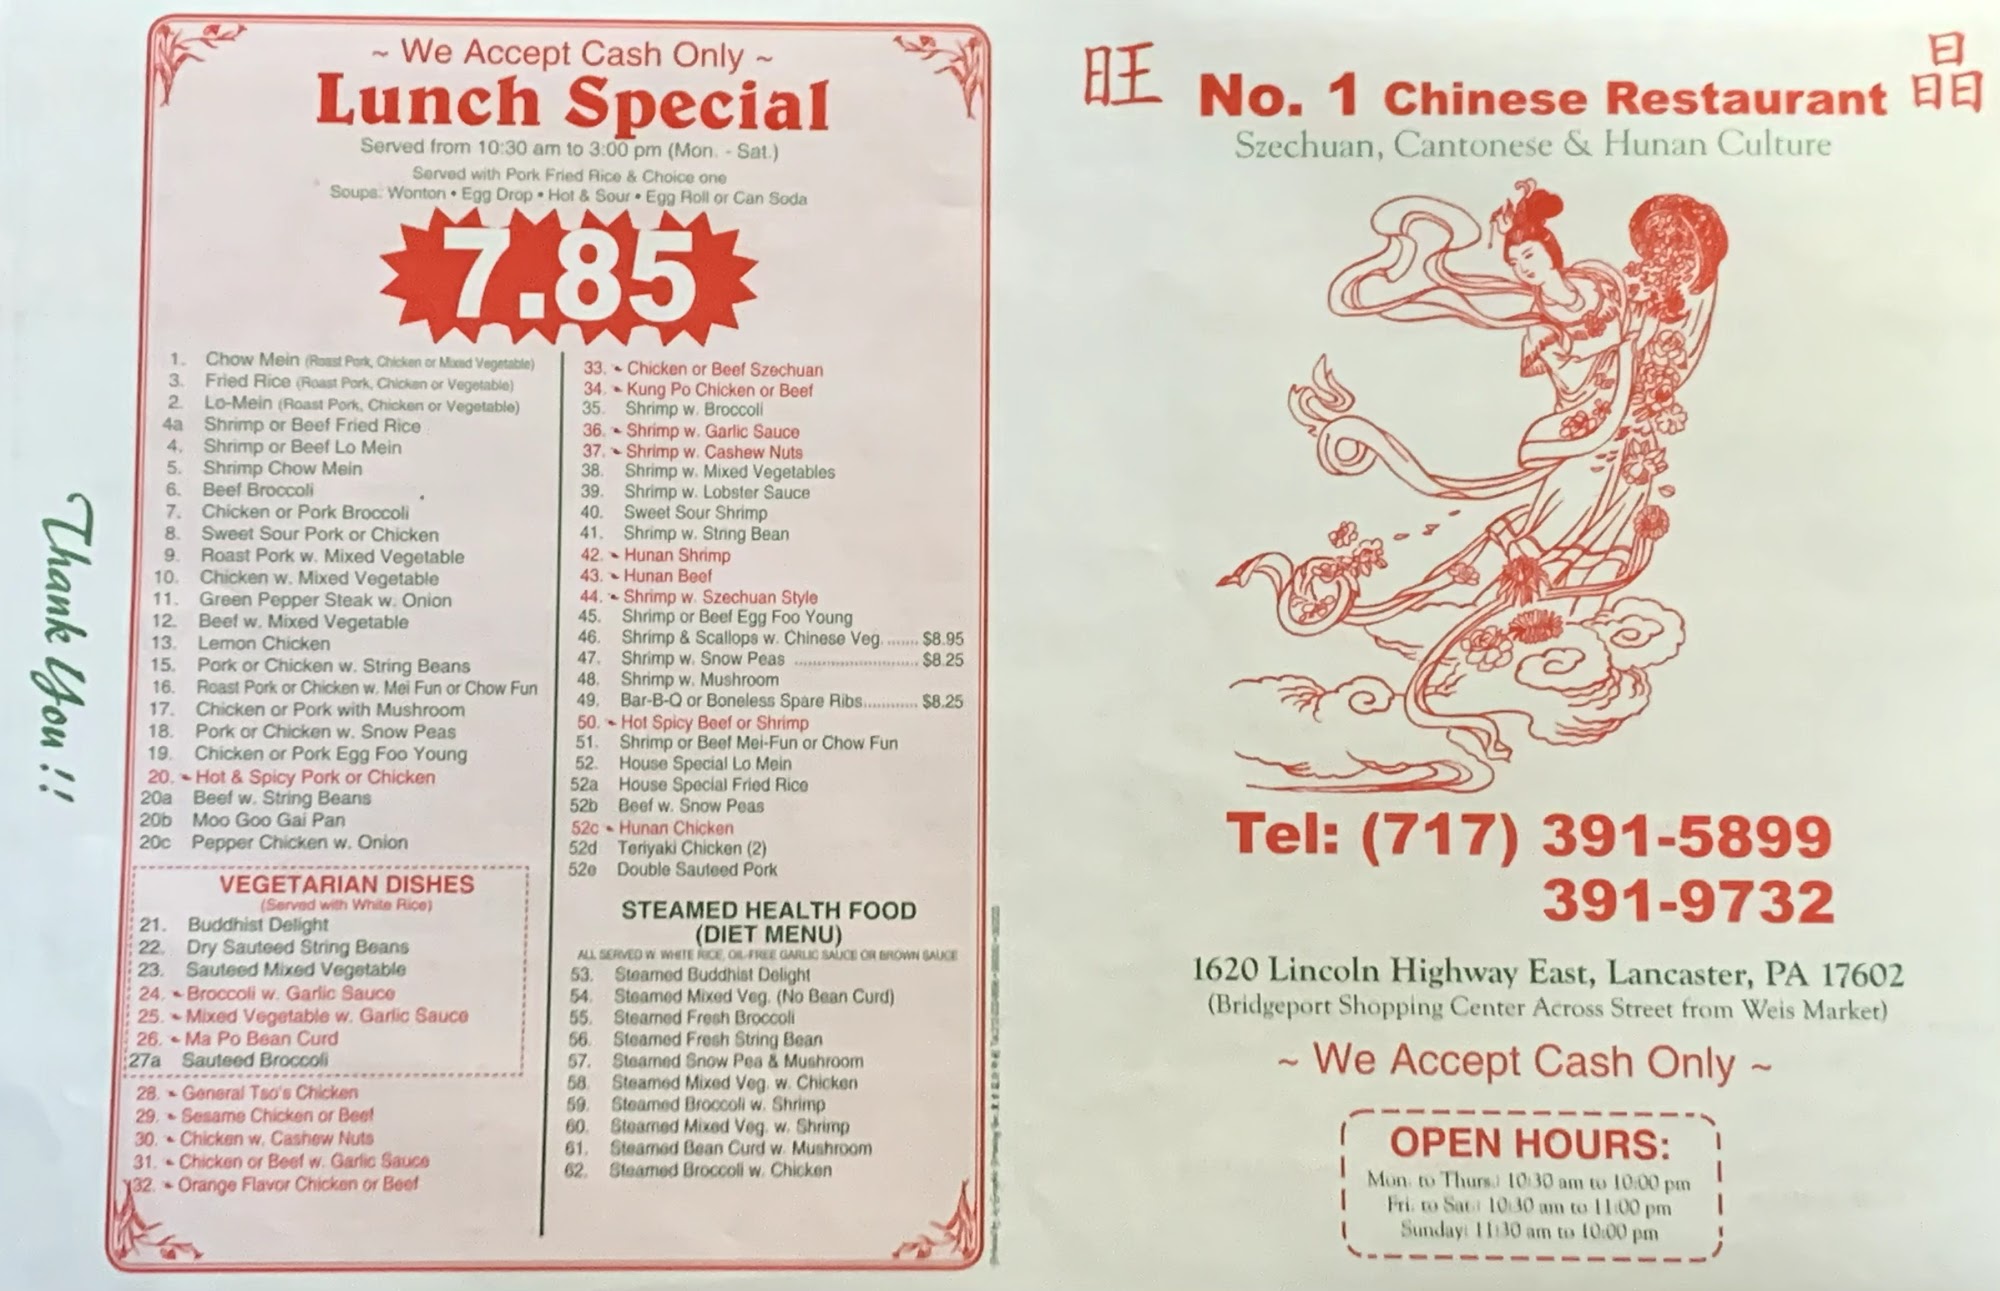 Thank You !!
~ We Accept Cash Only ~
Lunch Special
Served from 10:30 am to 3:00 pm (Mon. - Sat.)
Served with Pork Fried Rice & Choice one
Soups: Wonton • Egg Drop • Hot & Sour • Egg Roll or Can Soda
7.85
1. Chow Mein (Roast Pork, Chicken or Mixed Vegetable)
3. Fried Rice (Roast Pork, Chicken or Vegetable)
2. Lo-Mein (Roast Pork, Chicken or Vegetable)
4a Shrimp or Beef Fried Rice
4. Shrimp or Beef Lo Mein
5. Shrimp Chow Mein
6. Beef Broccoli
7. Chicken or Pork Broccoli
8. Sweet Sour Pork or Chicken
9. Roast Pork w. Mixed Vegetable
10. Chicken w. Mixed Vegetable
11. Green Pepper Steak w. Onion
12. Beef w. Mixed Vegetable
13. Lemon Chicken
15. Pork or Chicken w. String Beans
16. Roast Pork or Chicken w. Mei Fun or Chow Fun
17. Chicken or Pork with Mushroom
18. Pork or Chicken w. Snow Peas
19. Chicken or Pork Egg Foo Young
20. Hot & Spicy Pork or Chicken
20a Beef w. String Beans
20b Moo Goo Gai Pan
20c Pepper Chicken w. Onion
VEGETARIAN DISHES
(Served with White Rice)
21. Buddhist Delight
22. Dry Sauteed String Beans
23. Sauteed Mixed Vegetable
24. Broccoli w. Garlic Sauce
25. Mixed Vegetable w. Garlic Sauce
26. Ma Po Bean Curd
27a Sauteed Broccoli
28. General Tso's Chicken
29. Sesame Chicken or Beef
30. Chicken w. Cashew Nuts
31. Chicken or Beef w. Garlic Sauce
32. Orange Flavor Chicken or Beef
33. Chicken or Beef Szechuan
34. Kung Po Chicken or Beef
35. Shrimp w. Broccoli
36. Shrimp w. Garlic Sauce
37. Shrimp w. Cashew Nuts
38. Shrimp w. Mixed Vegetables
39. Shrimp w. Lobster Sauce
40. Sweet Sour Shrimp
41. Shrimp w. String Bean
42. Hunan Shrimp
43. Hunan Beef
44. Shrimp w. Szechuan Style
45. Shrimp or Beef Egg Foo Young
46. Shrimp & Scallops w. Chinese Veg. ....... $8.95
47. Shrimp w. Snow Peas ............................ $8.25
48. Shrimp w. Mushroom
49. Bar-B-Q or Boneless Spare Ribs............ $8.25
50. Hot Spicy Beef or Shrimp
51. Shrimp or Beef Mei-Fun or Chow Fun
52. House Special Lo Mein
52a House Special Fried Rice
52b Beef w. Snow Peas
52c Hunan Chicken
52d Teriyaki Chicken (2)
52e Double Sauteed Pork
STEAMED HEALTH FOOD
(DIET MENU)
ALL SERVED W. WHITE RICE, OIL-FREE GARLIC SAUCE OR BROWN SAUCE
53. Steamed Buddhist Delight
54. Steamed Mixed Veg. (No Bean Curd)
55. Steamed Fresh Broccoli
56. Steamed Fresh String Bean
57. Steamed Snow Pea & Mushroom
58. Steamed Mixed Veg. w. Chicken
59. Steamed Broccoli w. Shrimp
60. Steamed Mixed Veg. w. Shrimp
61. Steamed Bean Curd w. Mushroom
62. Steamed Broccoli w. Chicken
旺 No. 1 Chinese Restaurant 晶
Szechuan, Cantonese & Hunan Culture
Tel: (717) 391-5899
391-9732
1620 Lincoln Highway East, Lancaster, PA 17602
(Bridgeport Shopping Center Across Street from Weis Market)
~ We Accept Cash Only ~
OPEN HOURS:
Mon. to Thurs.: 10:30 am to 10:00 pm
Fri. to Sat.: 10:30 am to 11:00 pm
Sunday: 11:30 am to 10:00 pm